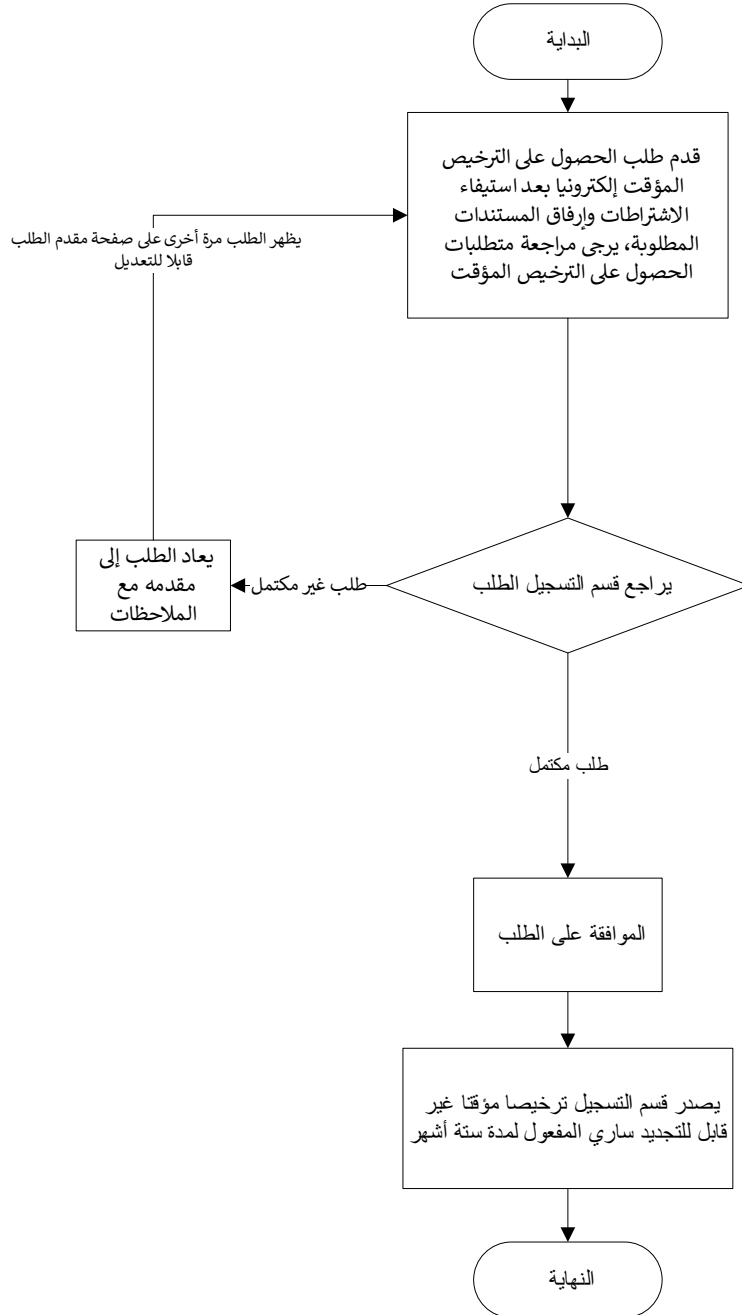 البداية
قدم طلب الحصول على الترخيص
المؤقت إلكترونيا بعد استيفاء
الاشتراطات وإرفاق المستندات
المطلوبة، يرجى مراجعة متطلبات
الحصول على الترخيص المؤقت
يظهر الطلب مرة أخرى على صفحة مقدم الطلب
قابلا للتعديل
يراجع قسم التسجيل الطلب
طلب غير مكتمل
يعاد الطلب إلى
مقدمه مع
الملاحظات
طلب مكتمل
الموافقة على الطلب
يصدر قسم التسجيل ترخيصا مؤقتا غير
قابل للتجديد ساري المفعول لمدة ستة أشهر
النهاية